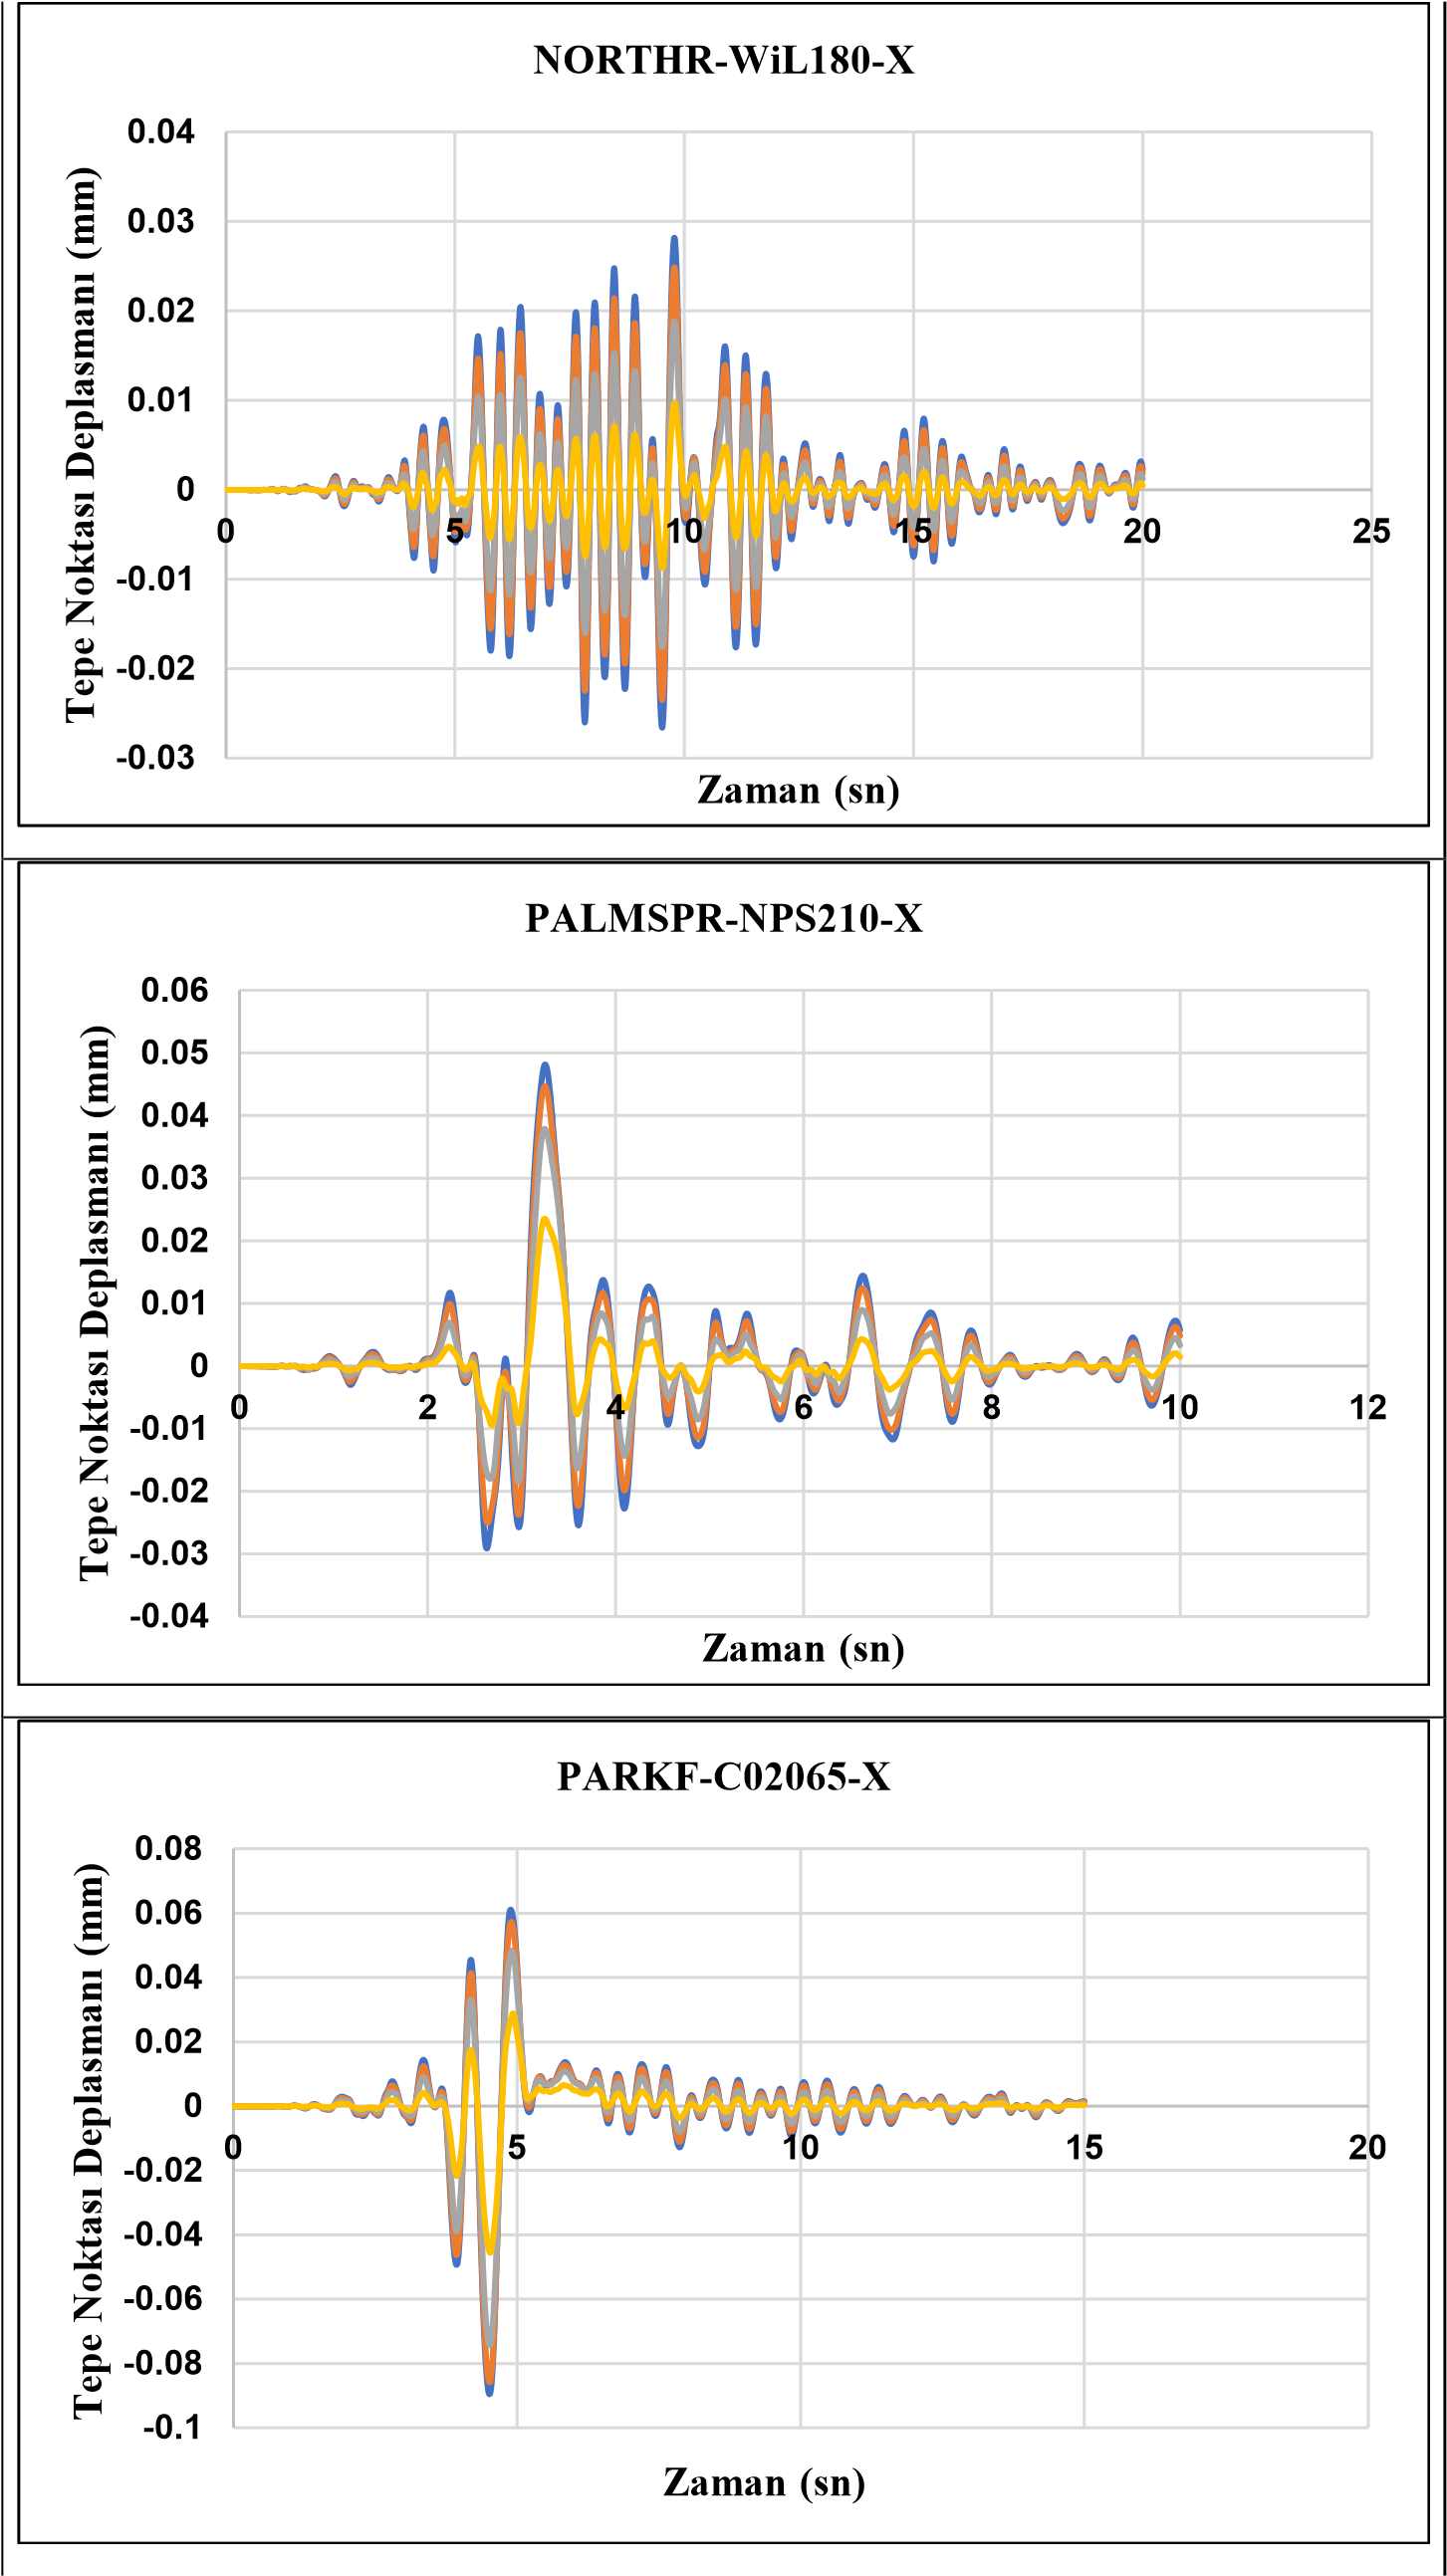 NORTHR-WiL180-X
Tepe Noktası Deplasmanı (mm)
0.04
0.03
0.02
0.01
0
-0.01
-0.02
-0.03
0 5 10 15 20 25
Zaman (sn)
PALMSPR-NPS210-X
Tepe Noktası Deplasmanı (mm)
0.06
0.05
0.04
0.03
0.02
0.01
0
-0.01
-0.02
-0.03
-0.04
0 2 4 6 8 10 12
Zaman (sn)
PARKF-C02065-X
Tepe Noktası Deplasmanı (mm)
0.08
0.06
0.04
0.02
0
-0.02
-0.04
-0.06
-0.08
-0.1
0 5 10 15 20
Zaman (sn)